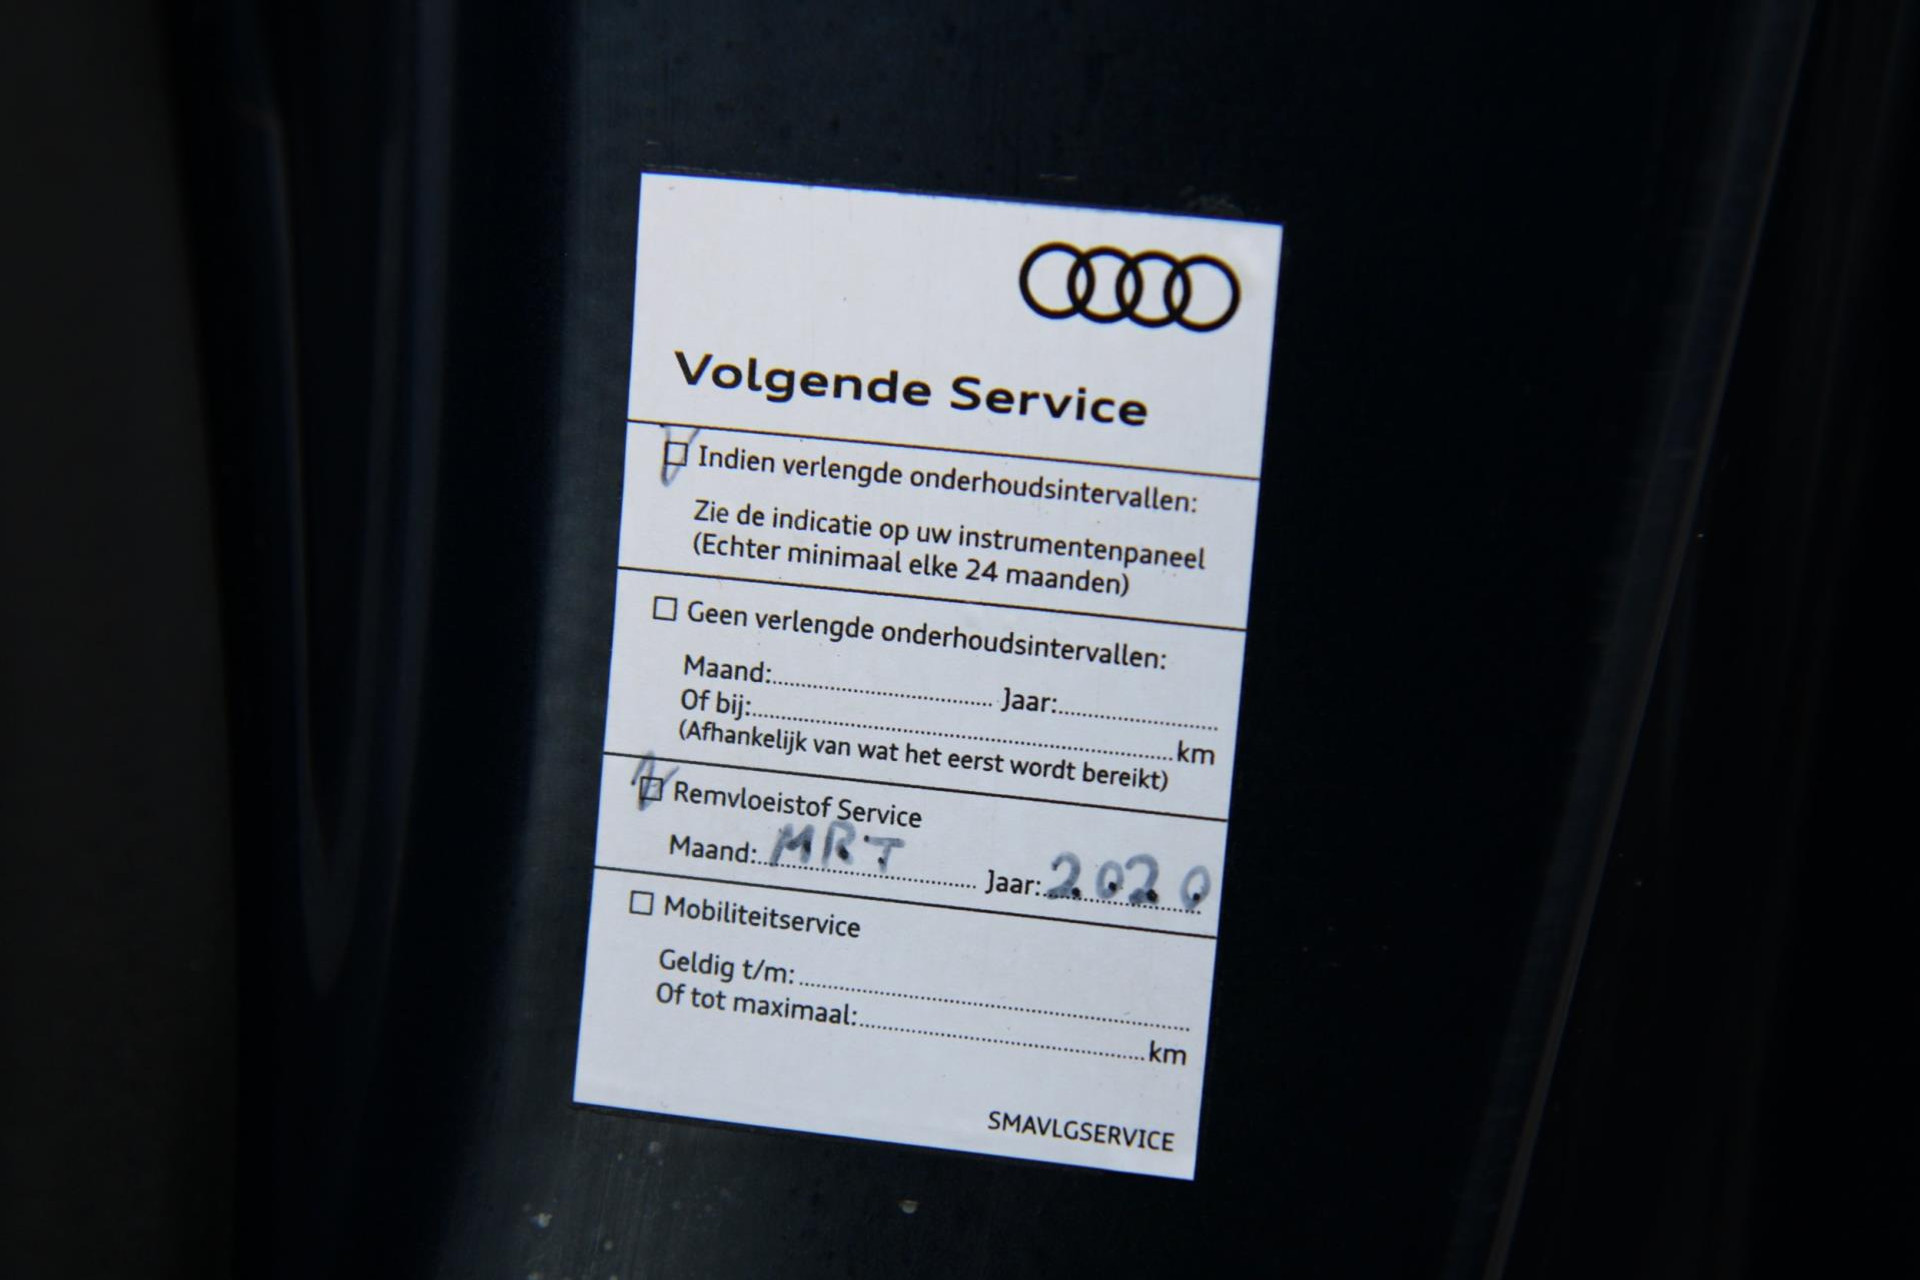 Volgende Service
Indien verlengde onderhoudsintervallen:
Zie de indicatie op uw instrumentenpaneel
(Echter minimaal elke 24 maanden)
Geen verlengde onderhoudsintervallen:
Maand:........................ Jaar:........................
Of bij:................................................km
(Afhankelijk van wat het eerst wordt bereikt)
Remvloeistof Service
Maand: MRT Jaar: 2020
Mobiliteitservice
Geldig t/m:................................................
Of tot maximaal:........................................km
SMAVLGSERVICE